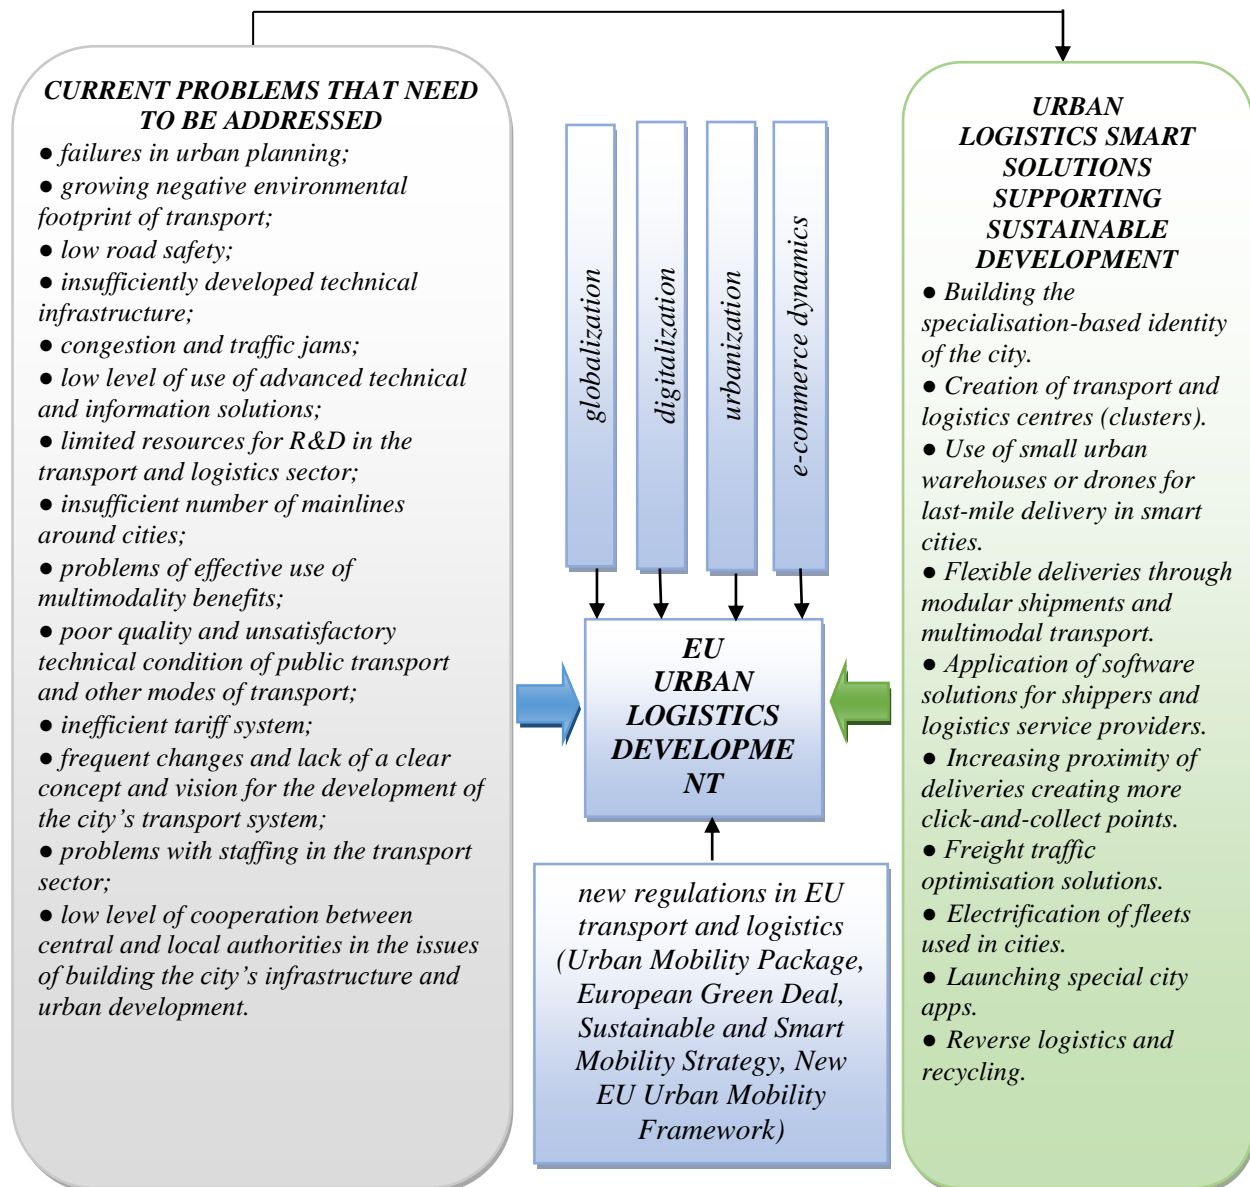 CURRENT PROBLEMS THAT NEED
TO BE ADDRESSED
● failures in urban planning;
● growing negative environmental
footprint of transport;
● low road safety;
● insufficiently developed technical
infrastructure;
● congestion and traffic jams;
● low level of use of advanced technical
and information solutions;
● limited resources for R&D in the
transport and logistics sector;
● insufficient number of mainlines
around cities;
● problems of effective use of
multimodality benefits;
● poor quality and unsatisfactory
technical condition of public transport
and other modes of transport;
● inefficient tariff system;
● frequent changes and lack of a clear
concept and vision for the development of
the city's transport system;
● problems with staffing in the transport
sector;
● low level of cooperation between
central and local authorities in the issues
of building the city's infrastructure and
urban development.
globalization
digitalization
urbanization
e-commerce dynamics
EU
URBAN
LOGISTICS
DEVELOPME
NT
new regulations in EU
transport and logistics
(Urban Mobility Package,
European Green Deal,
Sustainable and Smart
Mobility Strategy, New
EU Urban Mobility
Framework)
URBAN
LOGISTICS SMART
SOLUTIONS
SUPPORTING
SUSTAINABLE
DEVELOPMENT
● Building the
specialisation-based identity
of the city.
● Creation of transport and
logistics centres (clusters).
● Use of small urban
warehouses or drones for
last-mile delivery in smart
cities.
● Flexible deliveries through
modular shipments and
multimodal transport.
● Application of software
solutions for shippers and
logistics service providers.
● Increasing proximity of
deliveries creating more
click-and-collect points.
● Freight traffic
optimisation solutions.
● Electrification of fleets
used in cities.
● Launching special city
apps.
● Reverse logistics and
recycling.